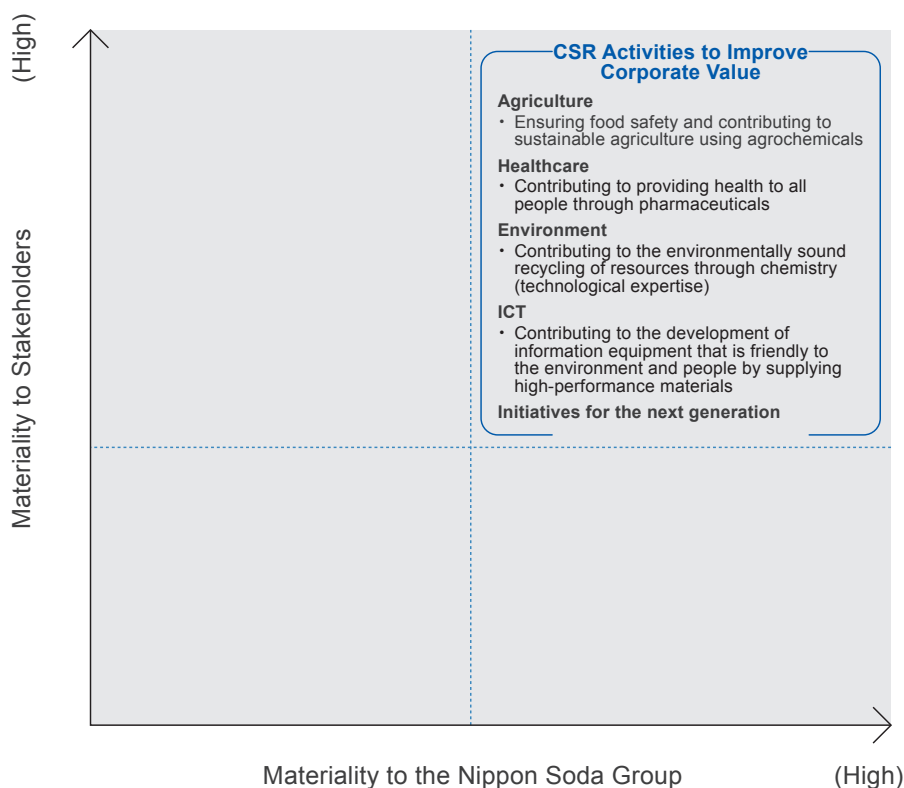 (High)
Materiality to Stakeholders
CSR Activities to Improve
Corporate Value
Agriculture
・ Ensuring food safety and contributing to
sustainable agriculture using agrochemicals
Healthcare
・ Contributing to providing health to all
people through pharmaceuticals
Environment
・ Contributing to the environmentally sound
recycling of resources through chemistry
(technological expertise)
ICT
・ Contributing to the development of
information equipment that is friendly to
the environment and people by supplying
high-performance materials
Initiatives for the next generation
Materiality to the Nippon Soda Group
(High)